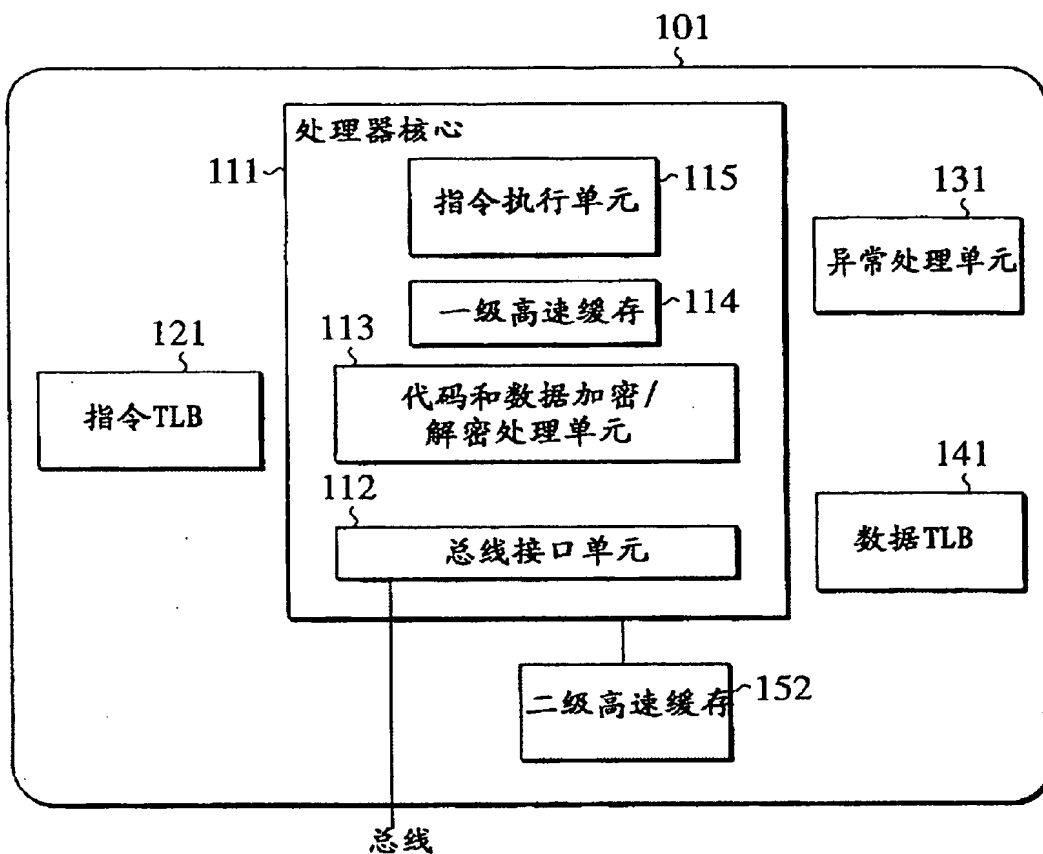 101
处理器核心
111
指令执行单元
115
131
异常处理单元
一级高速缓存
114
113
121
指令TLB
代码和数据加密/
解密处理单元
112
141
总线接口单元
数据TLB
二级高速缓存
152
总线